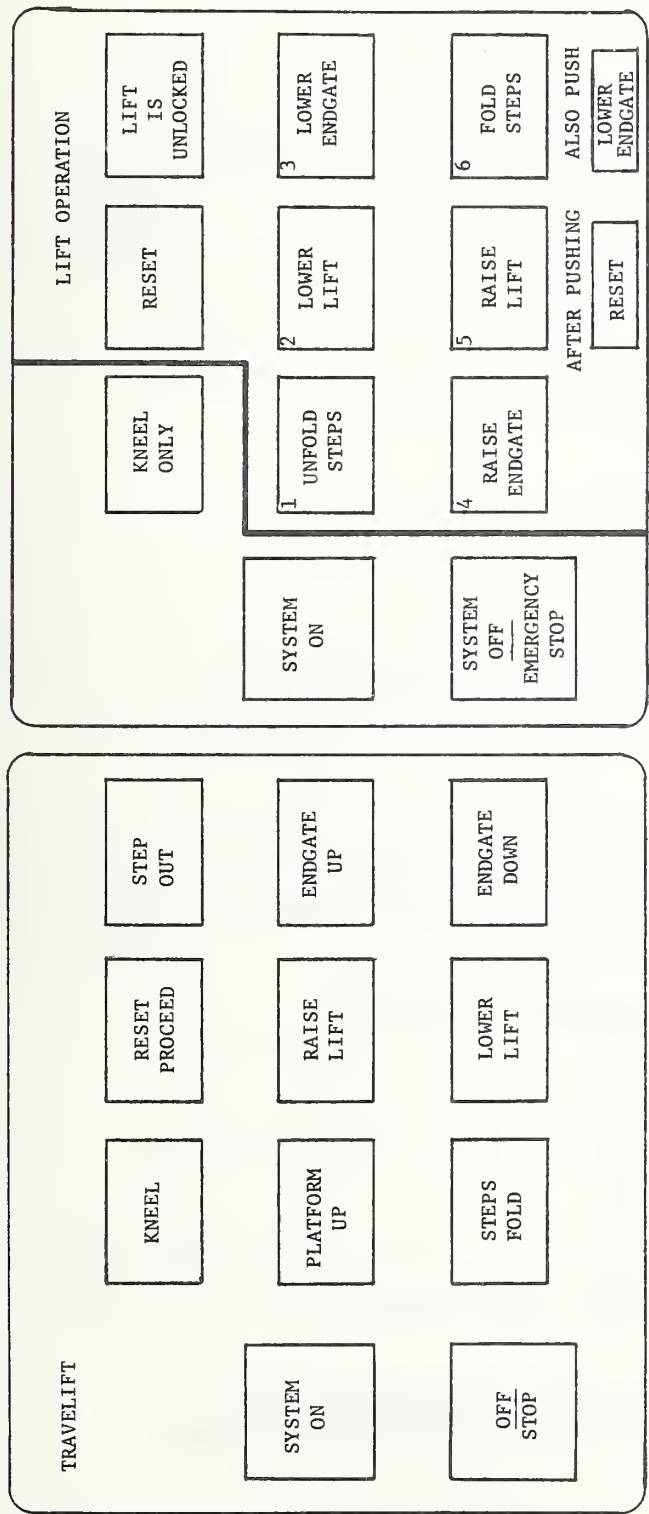 TRAVELIFT
KNEEL
RESET
PROCEED
STEP
OUT
SYSTEM
ON
PLATFORM
UP
RAISE
LIFT
ENDGATE
UP
OFF
STOP
STEPS
FOLD
LOWER
LIFT
ENDGATE
DOWN
LIFT OPERATION
KNEEL
ONLY
RESET
LIFT
IS
UNLOCKED
SYSTEM
ON
1
UNFOLD
STEPS
2
LOWER
LIFT
3
LOWER
ENDGATE
SYSTEM
OFF
EMERGENCY
STOP
4
RAISE
ENDGATE
5
RAISE
LIFT
6
FOLD
STEPS
AFTER PUSHING
RESET
ALSO PUSH
LOWER
ENDGATE